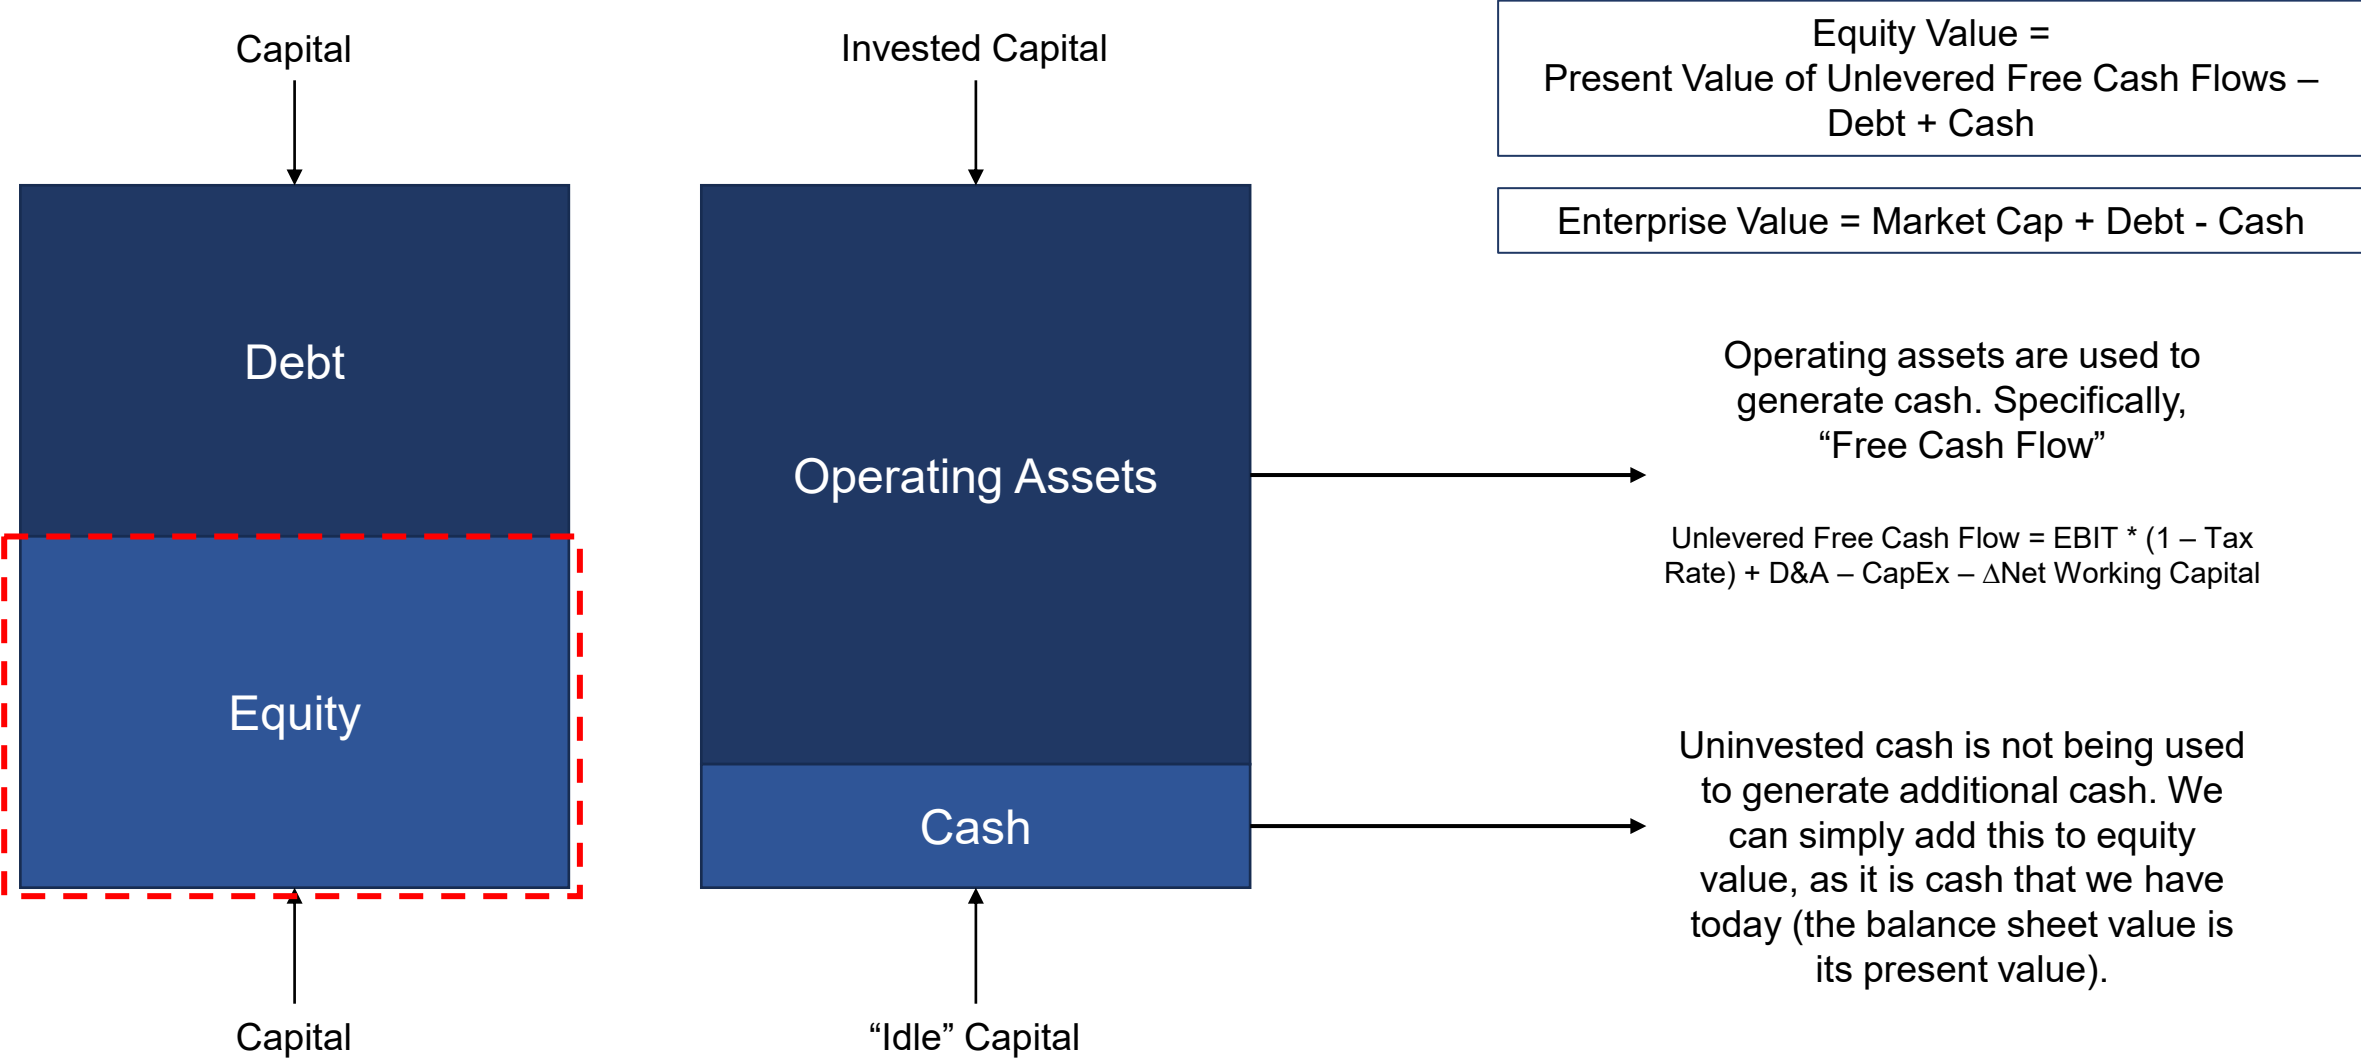 Capital
Invested Capital
Equity Value =
Present Value of Unlevered Free Cash Flows –
Debt + Cash
Enterprise Value = Market Cap + Debt - Cash
Debt
Equity
Operating Assets
Cash
Operating assets are used to
generate cash. Specifically,
“Free Cash Flow”
Unlevered Free Cash Flow = EBIT * (1 – Tax
Rate) + D&A – CapEx – ∆Net Working Capital
Uninvested cash is not being used
to generate additional cash. We
can simply add this to equity
value, as it is cash that we have
today (the balance sheet value is
its present value).
Capital
“Idle” Capital